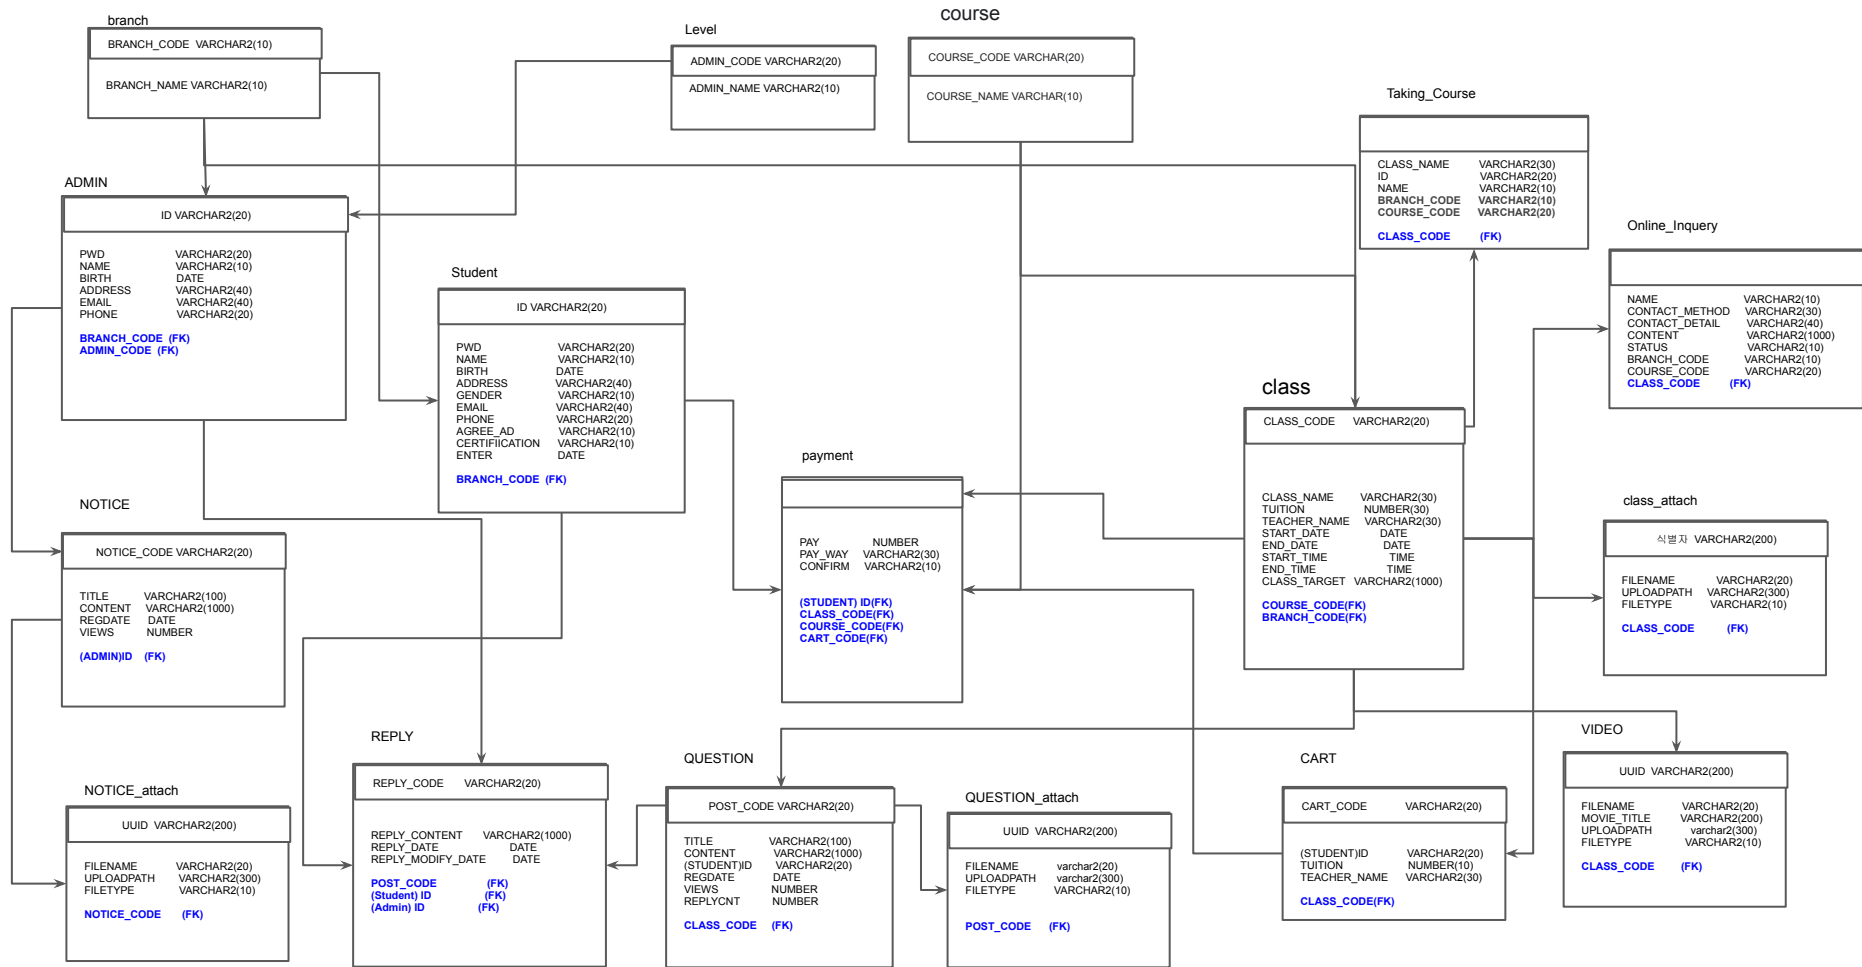 branch
BRANCH_CODE VARCHAR2(10)
BRANCH_NAME VARCHAR2(10)
Level
ADMIN_CODE VARCHAR2(20)
ADMIN_NAME VARCHAR2(10)
course
COURSE_CODE VARCHAR(20)
COURSE_NAME VARCHAR(10)
Taking_Course
CLASS_NAME VARCHAR2(30)
ID VARCHAR2(20)
NAME VARCHAR2(10)
BRANCH_CODE VARCHAR2(10)
COURSE_CODE VARCHAR2(20)
CLASS_CODE (FK)
ADMIN
ID VARCHAR2(20)
PWD VARCHAR2(20)
NAME VARCHAR2(10)
BIRTH DATE
ADDRESS VARCHAR2(40)
EMAIL VARCHAR2(40)
PHONE VARCHAR2(20)
BRANCH_CODE (FK)
ADMIN_CODE (FK)
Student
ID VARCHAR2(20)
PWD VARCHAR2(20)
NAME VARCHAR2(10)
BIRTH DATE
ADDRESS VARCHAR2(40)
GENDER VARCHAR2(10)
EMAIL VARCHAR2(40)
PHONE VARCHAR2(20)
AGREE_AD VARCHAR2(10)
CERTIFIICATION VARCHAR2(10)
ENTER DATE
BRANCH_CODE (FK)
Online_Inquery
NAME VARCHAR2(10)
CONTACT_METHOD VARCHAR2(30)
CONTACT_DETAIL VARCHAR2(40)
CONTENT VARCHAR2(1000)
STATUS VARCHAR2(10)
BRANCH_CODE VARCHAR2(10)
COURSE_CODE VARCHAR2(20)
CLASS_CODE (FK)
class
CLASS_CODE VARCHAR2(20)
CLASS_NAME VARCHAR2(30)
TUITION NUMBER(30)
TEACHER_NAME VARCHAR2(30)
START_DATE DATE
END_DATE DATE
START_TIME TIME
END_TIME TIME
CLASS_TARGET VARCHAR2(1000)
COURSE_CODE(FK)
BRANCH_CODE(FK)
payment
PAY NUMBER
PAY_WAY VARCHAR2(30)
CONFIRM VARCHAR2(10)
(STUDENT) ID(FK)
CLASS_CODE(FK)
COURSE_CODE(FK)
CART_CODE(FK)
NOTICE
NOTICE_CODE VARCHAR2(20)
TITLE VARCHAR2(100)
CONTENT VARCHAR2(1000)
REGDATE DATE
VIEWS NUMBER
(ADMIN)ID (FK)
class_attach
식별자 VARCHAR2(200)
FILENAME VARCHAR2(20)
UPLOADPATH VARCHAR2(300)
FILETYPE VARCHAR2(10)
CLASS_CODE (FK)
NOTICE_attach
UUID VARCHAR2(200)
FILENAME VARCHAR2(20)
UPLOADPATH VARCHAR2(300)
FILETYPE VARCHAR2(10)
NOTICE_CODE (FK)
REPLY
REPLY_CODE VARCHAR2(20)
REPLY_CONTENT VARCHAR2(1000)
REPLY_DATE DATE
REPLY_MODIFY_DATE DATE
POST_CODE (FK)
(Student) ID (FK)
(Admin) ID (FK)
QUESTION
POST_CODE VARCHAR2(20)
TITLE VARCHAR2(100)
CONTENT VARCHAR2(1000)
(STUDENT)ID VARCHAR2(20)
REGDATE DATE
VIEWS NUMBER
REPLYCNT NUMBER
CLASS_CODE (FK)
QUESTION_attach
UUID VARCHAR2(200)
FILENAME varchar2(20)
UPLOADPATH varchar2(300)
FILETYPE VARCHAR2(10)
POST_CODE (FK)
CART
CART_CODE VARCHAR2(20)
(STUDENT)ID VARCHAR2(20)
TUITION NUMBER(10)
TEACHER_NAME VARCHAR2(30)
CLASS_CODE(FK)
VIDEO
UUID VARCHAR2(200)
FILENAME VARCHAR2(20)
MOVIE_TITLE VARCHAR2(200)
UPLOADPATH varchar2(300)
FILETYPE VARCHAR2(10)
CLASS_CODE (FK)